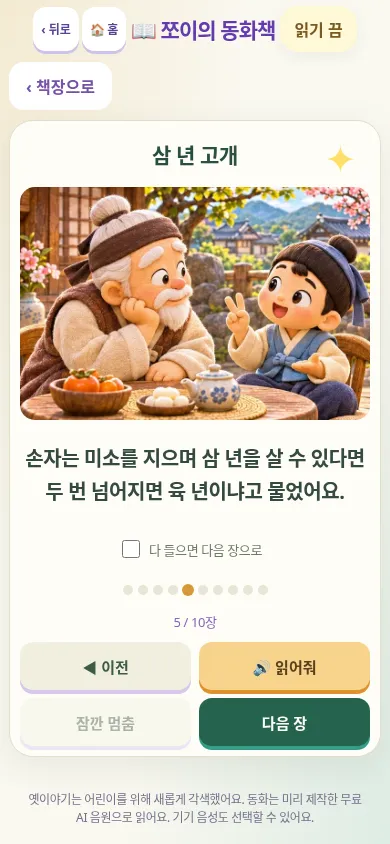 ‹ 뒤로
🏠 홈
📖 쪼이의 동화책
읽기 끔
‹ 책장으로
삼 년 고개
손자는 미소를 지으며 삼 년을 살 수 있다면
두 번 넘어지면 육 년이냐고 물었어요.
다 들으면 다음 장으로
5 / 10장
◀ 이전
🔊 읽어줘
잠깐 멈춤
다음 장
옛이야기는 어린이를 위해 새롭게 각색했어요. 동화는 미리 제작한 무료
AI 음원으로 읽어요. 기기 음성도 선택할 수 있어요.